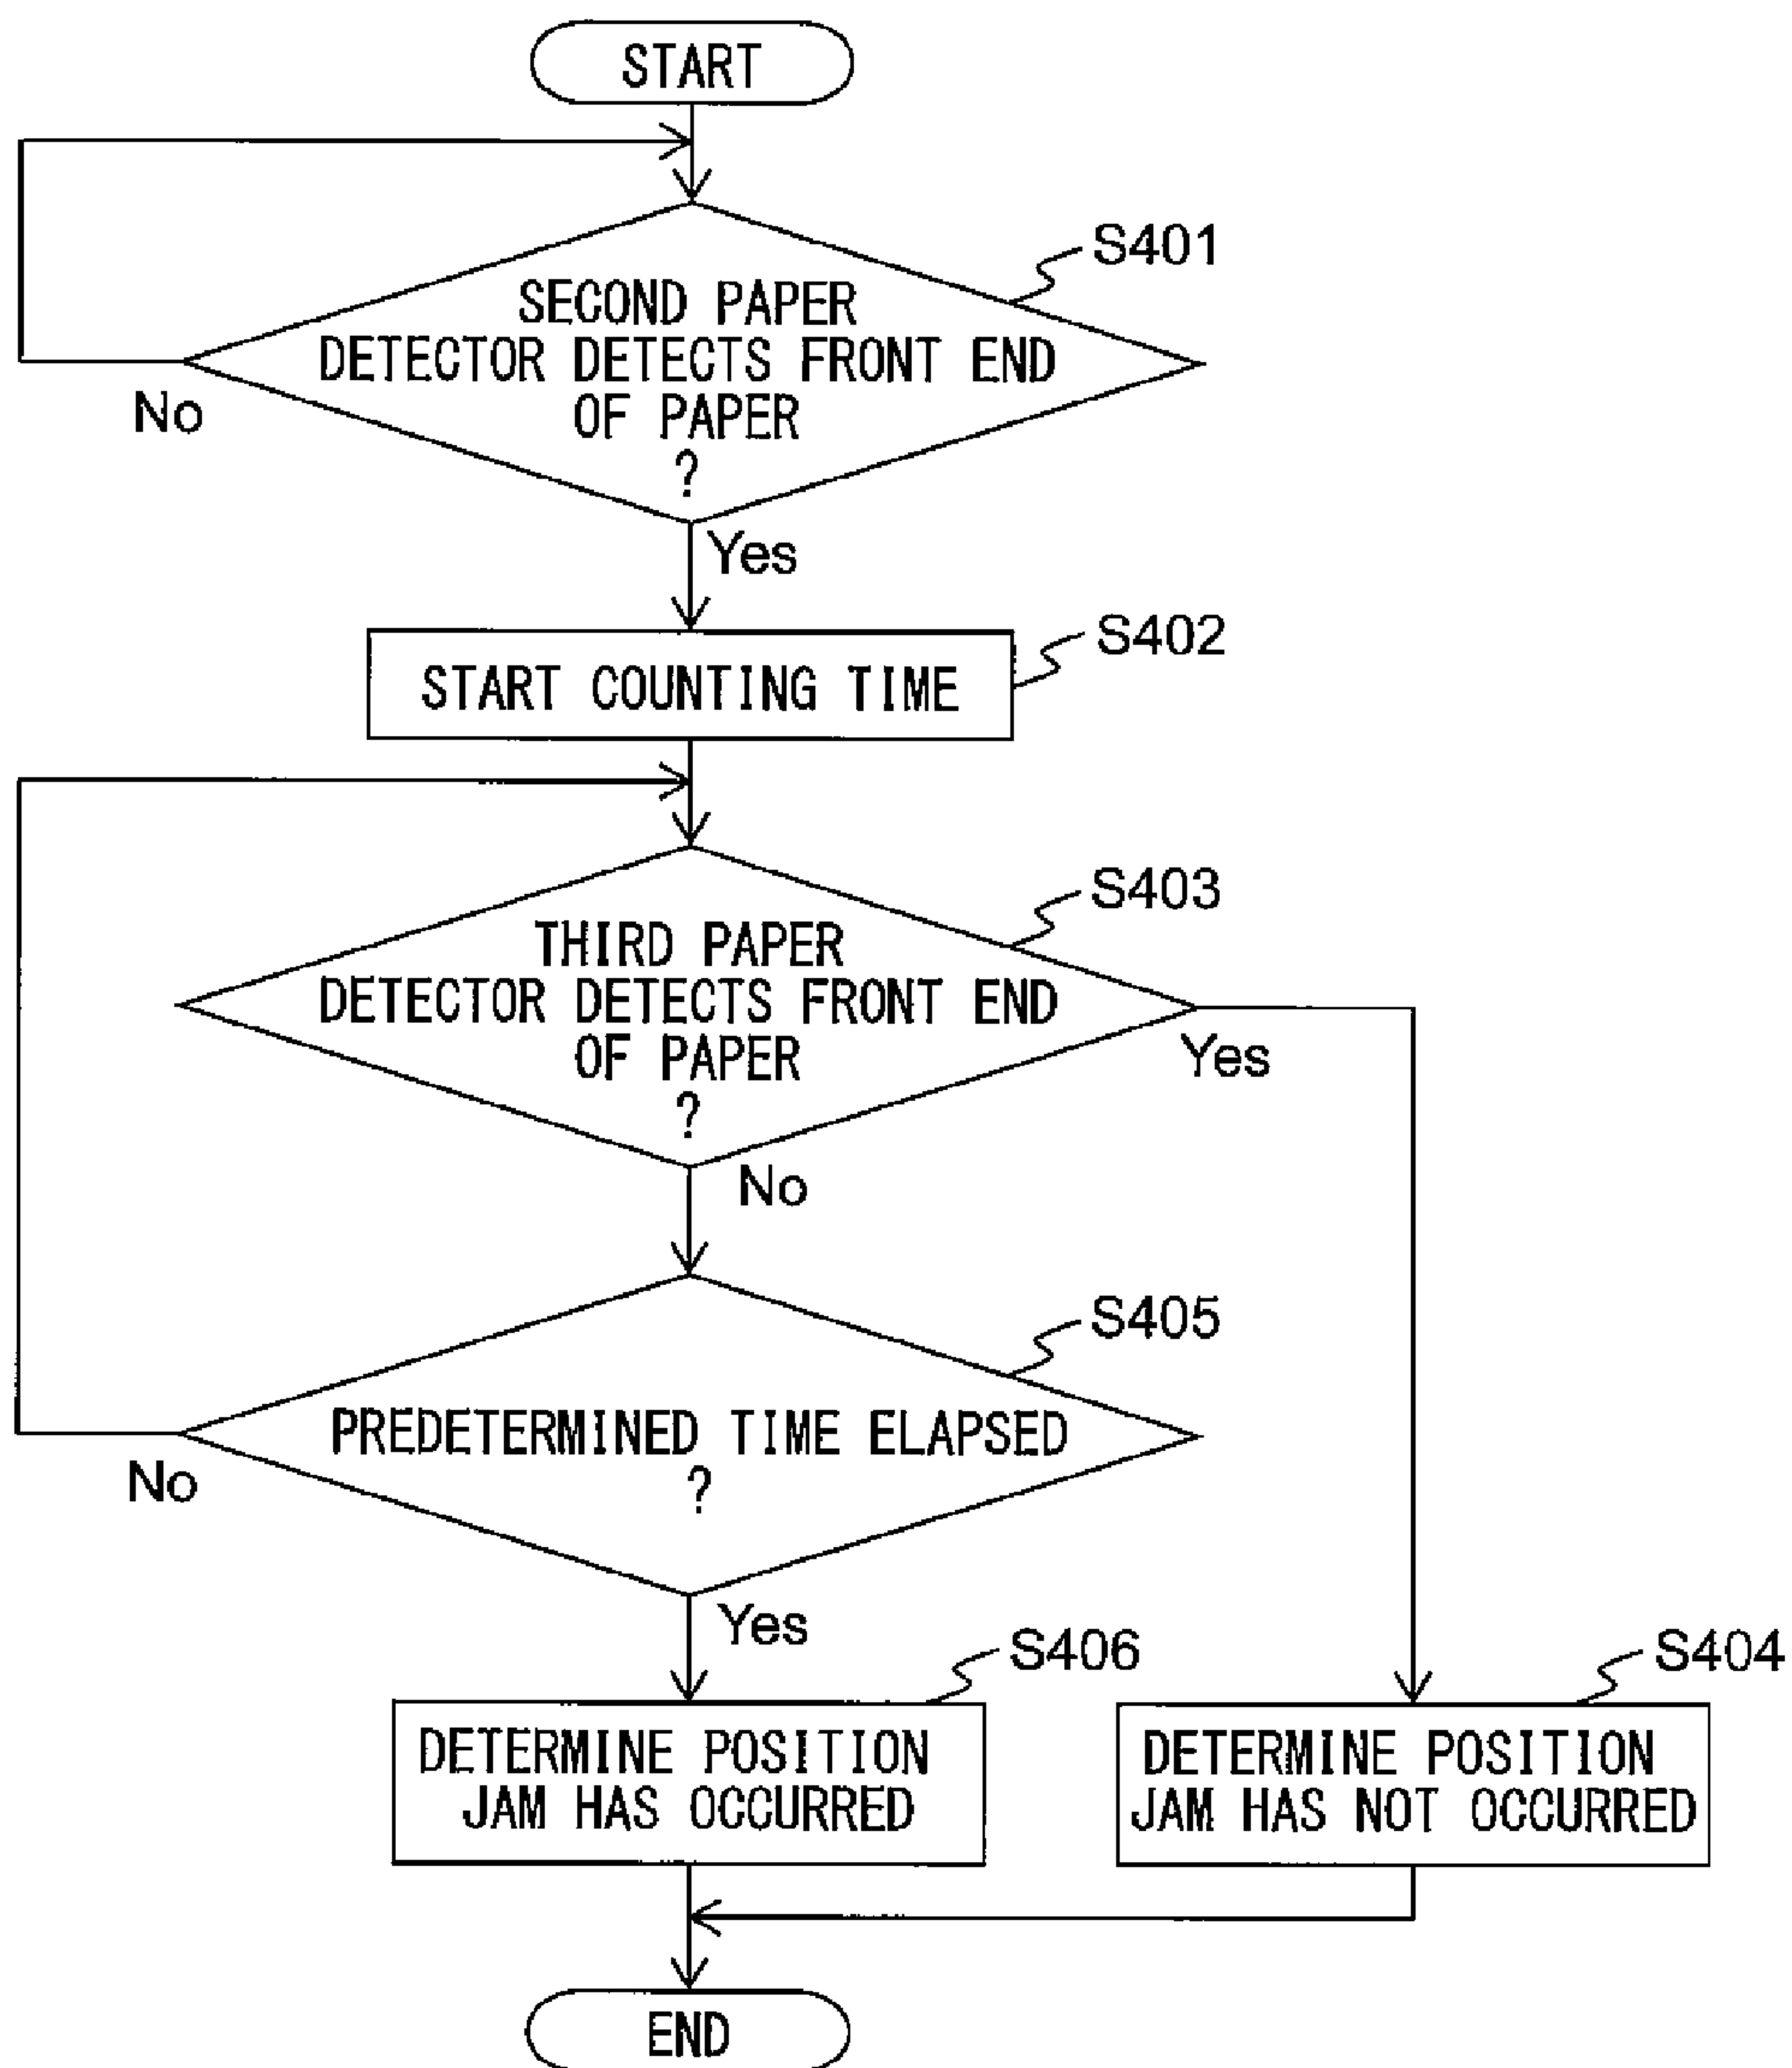 START
S401
SECOND PAPER
DETECTOR DETECTS FRONT END
OF PAPER
?
No
Yes
S402
START COUNTING TIME
S403
THIRD PAPER
DETECTOR DETECTS FRONT END
OF PAPER
?
Yes
No
S405
PREDETERMINED TIME ELAPSED
?
No
Yes
S406
DETERMINE POSITION
JAM HAS OCCURRED
S404
DETERMINE POSITION
JAM HAS NOT OCCURRED
END